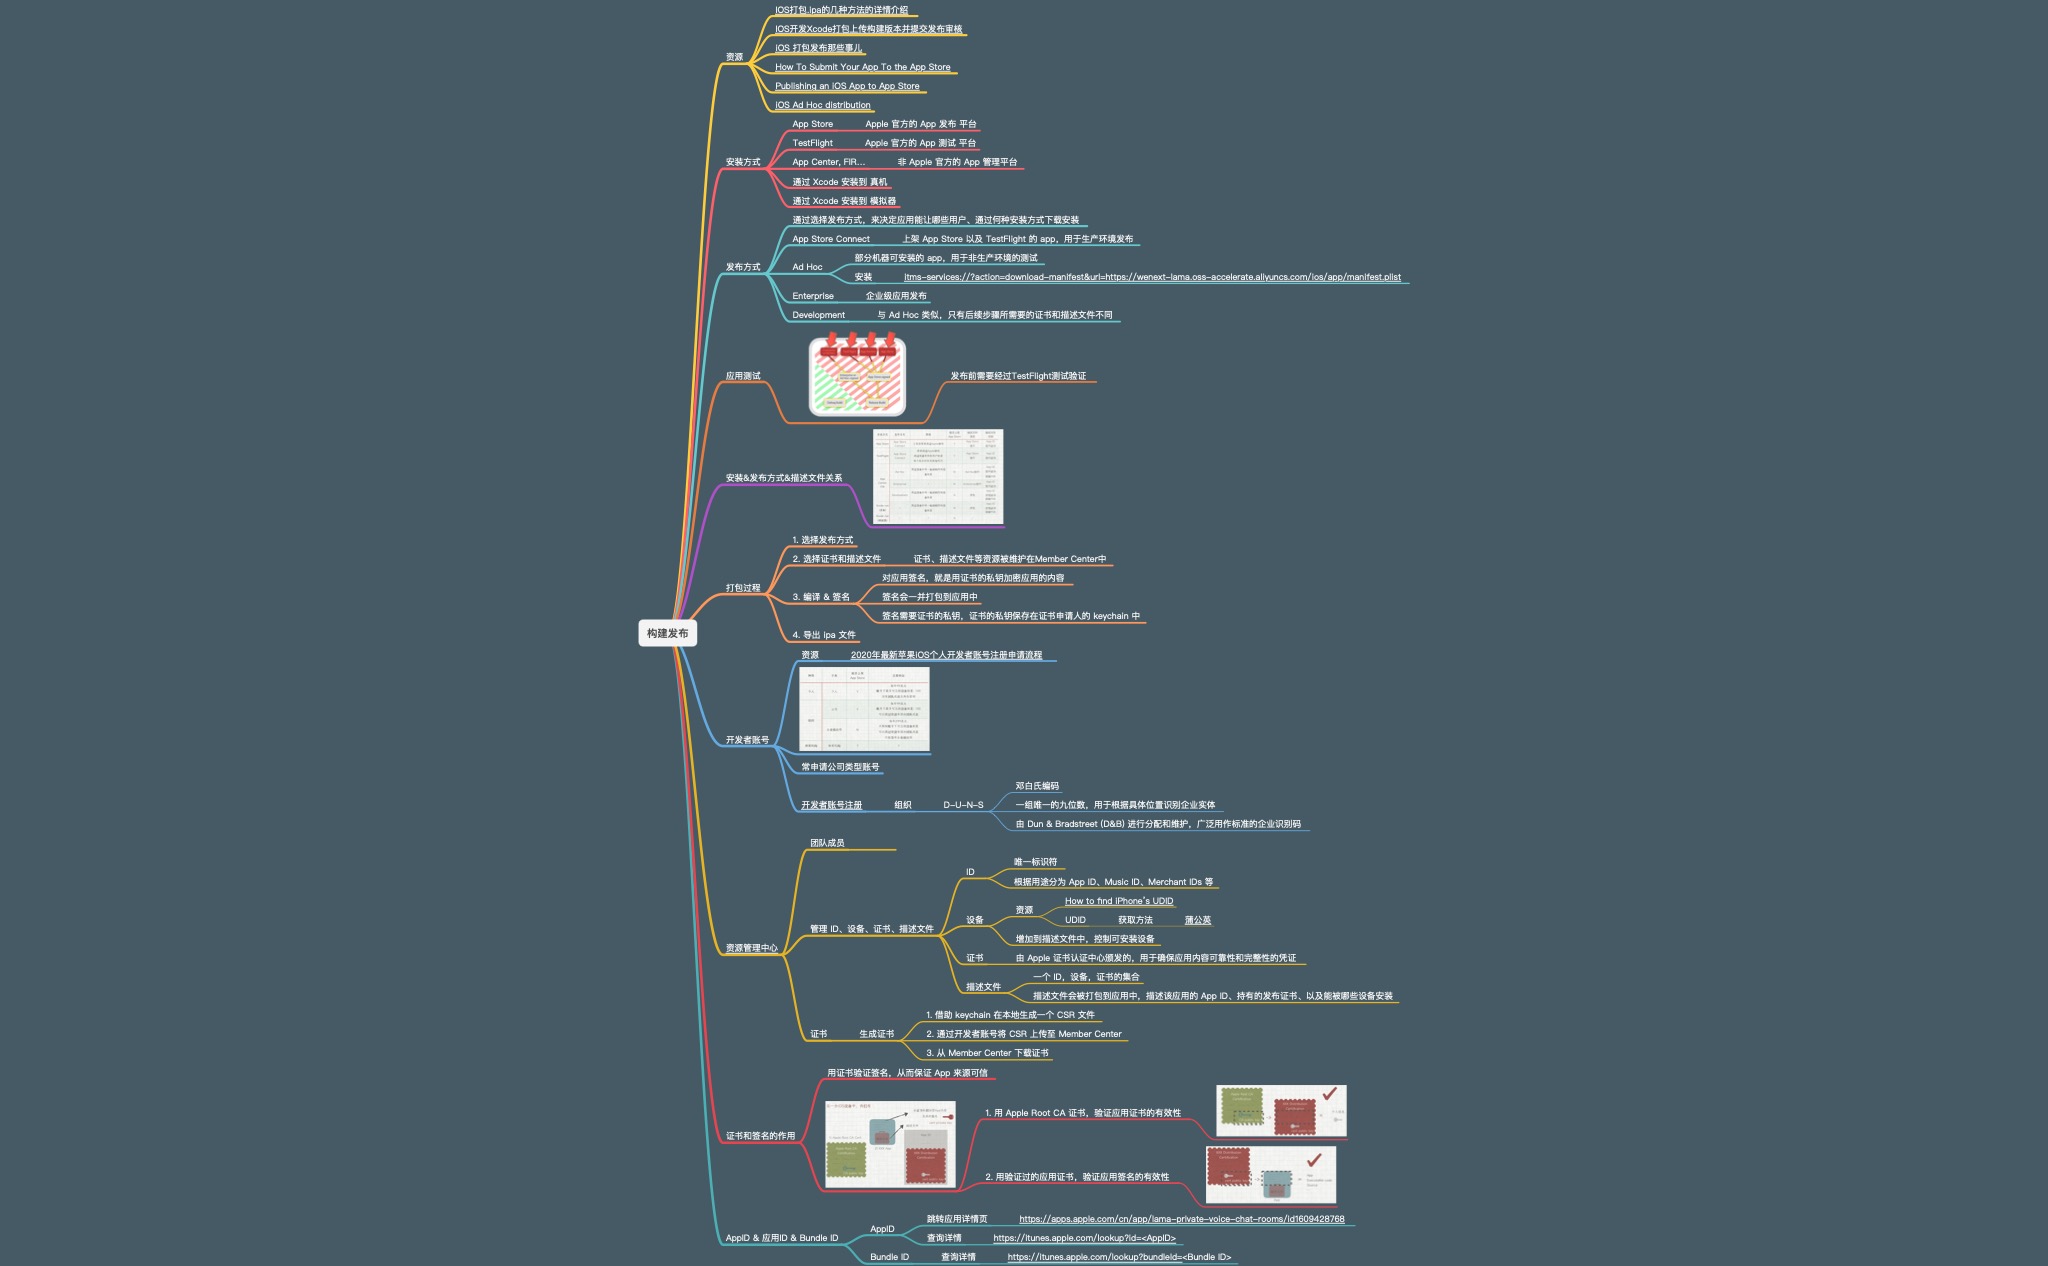 构建发布
资源
iOS打包.ipa的几种方法的详情介绍
iOS开发Xcode打包上传构建版本并提交发布审核
iOS 打包发布那些事儿
How To Submit Your App To the App Store
Publishing an iOS App to App Store
iOS Ad Hoc distribution
安装方式
App Store
Apple 官方的 App 发布 平台
TestFlight
Apple 官方的 App 测试 平台
App Center, FIR...
非 Apple 官方的 App 管理平台
通过 Xcode 安装到 真机
通过 Xcode 安装到 模拟器
发布方式
通过选择发布方式，来决定应用能让哪些用户、通过何种安装方式下载安装
App Store Connect
上架 App Store 以及 TestFlight 的 app，用于生产环境发布
Ad Hoc
部分机器可安装的 app，用于非生产环境的测试
安装
itms-services://?action=download-manifest&url=https://wenext-lama.oss-accelerate.aliyuncs.com/ios/app/manifest.plist
Enterprise
企业级应用发布
Development
与 Ad Hoc 类似，只有后续步骤所需要的证书和描述文件不同
应用测试
发布前需要经过TestFlight测试验证
安装&发布方式&描述文件关系
打包过程
1. 选择发布方式
2. 选择证书和描述文件
证书、描述文件等资源被维护在Member Center中
3. 编译 & 签名
对应用签名，就是用证书的私钥加密应用的内容
签名会一并打包到应用中
签名需要证书的私钥，证书的私钥保存在证书申请人的 keychain 中
4. 导出 ipa 文件
开发者账号
资源
2020年最新苹果iOS个人开发者账号注册申请流程
常申请公司类型账号
开发者账号注册
组织
D-U-N-S
邓白氏编码
一组唯一的九位数，用于根据具体位置识别企业实体
由 Dun & Bradstreet (D&B) 进行分配和维护，广泛用作标准的企业识别码
资源管理中心
团队成员
管理 ID、设备、证书、描述文件
ID
唯一标识符
根据用途分为 App ID、Music ID、Merchant IDs 等
设备
资源
How to find iPhone's UDID
UDID
获取方法
蒲公英
增加到描述文件中，控制可安装设备
证书
由 Apple 证书认证中心颁发的，用于确保应用内容可靠性和完整性的凭证
描述文件
一个 ID，设备，证书的集合
描述文件会被打包到应用中，描述该应用的 App ID、持有的发布证书、以及能被哪些设备安装
证书
生成证书
1. 借助 keychain 在本地生成一个 CSR 文件
2. 通过开发者账号将 CSR 上传至 Member Center
3. 从 Member Center 下载证书
证书和签名的作用
用证书验证签名，从而保证 App 来源可信
1. 用 Apple Root CA 证书，验证应用证书的有效性
2. 用验证过的应用证书，验证应用签名的有效性
AppID & 应用ID & Bundle ID
AppID
跳转应用详情页
https://apps.apple.com/cn/app/lama-private-voice-chat-rooms/id1609428768
查询详情
https://itunes.apple.com/lookup?id=<AppID>
Bundle ID
查询详情
https://itunes.apple.com/lookup?bundleId=<Bundle ID>